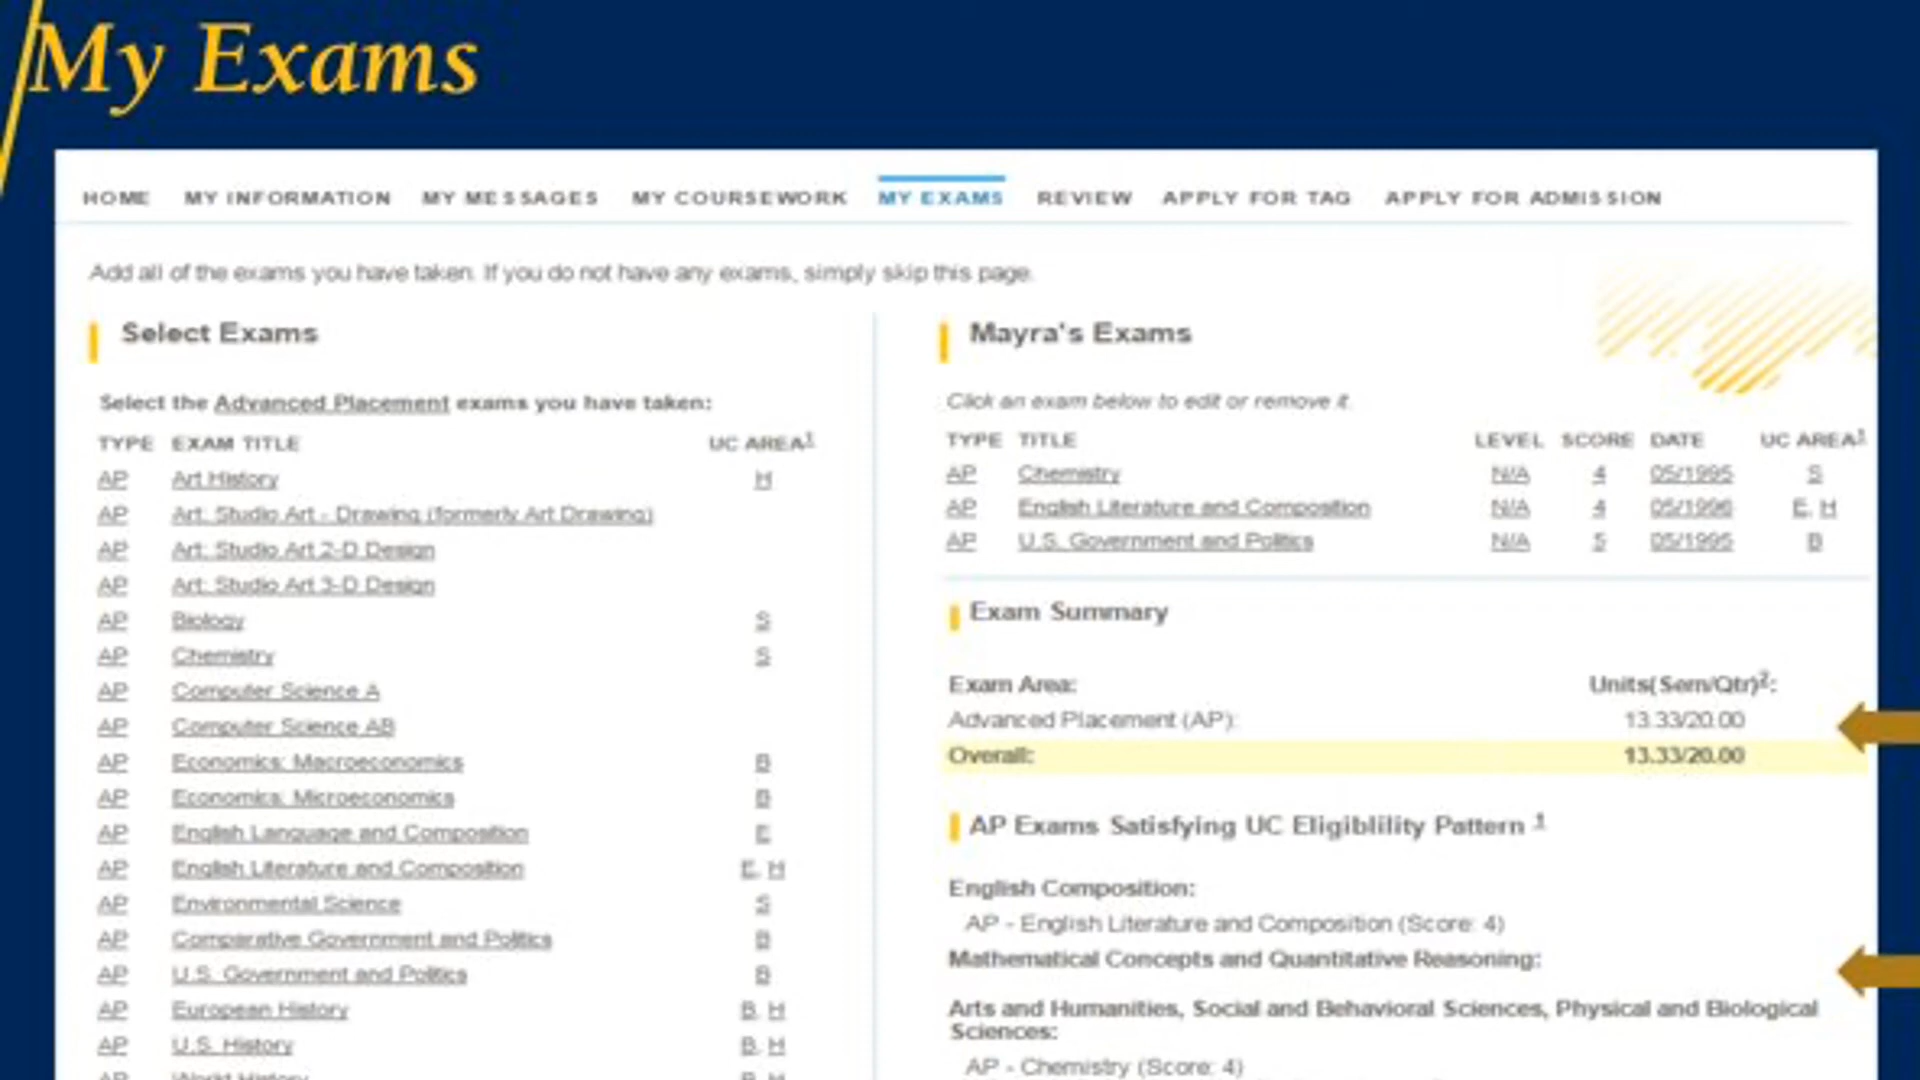 My Exams
HOME MY INFORMATION MY MESSAGES MY COURSEWORK MY EXAMS REVIEW APPLY FOR TAG APPLY FOR ADMISSION
Add all of the exams you have taken. If you do not have any exams, simply skip this page.
Select Exams
Select the Advanced Placement exams you have taken:
TYPE EXAM TITLE UC AREA1
AP Art History H
AP Art: Studio Art - Drawing (formerly Art Drawing)
AP Art: Studio Art 2-D Design
AP Art: Studio Art 3-D Design
AP Biology S
AP Chemistry S
AP Computer Science A
AP Computer Science AB
AP Economics: Macroeconomics B
AP Economics: Microeconomics B
AP English Language and Composition E
AP English Literature and Composition E, H
AP Environmental Science S
AP Comparative Government and Politics B
AP U.S. Government and Politics B
AP European History B, H
AP U.S. History B, H
AP World History B, H
Mayra's Exams
Click an exam below to edit or remove it.
TYPE TITLE LEVEL SCORE DATE UC AREA1
AP Chemistry N/A 4 05/1995 S
AP English Literature and Composition N/A 4 05/1996 E, H
AP U.S. Government and Politics N/A 5 05/1995 B
Exam Summary
Exam Area: Units(Sem/Qtr)2:
Advanced Placement (AP): 13.33/20.00
Overall: 13.33/20.00
AP Exams Satisfying UC Eligiblility Pattern 1
English Composition:
AP - English Literature and Composition (Score: 4)
Mathematical Concepts and Quantitative Reasoning:
Arts and Humanities, Social and Behavioral Sciences, Physical and Biological
Sciences:
AP - Chemistry (Score: 4)